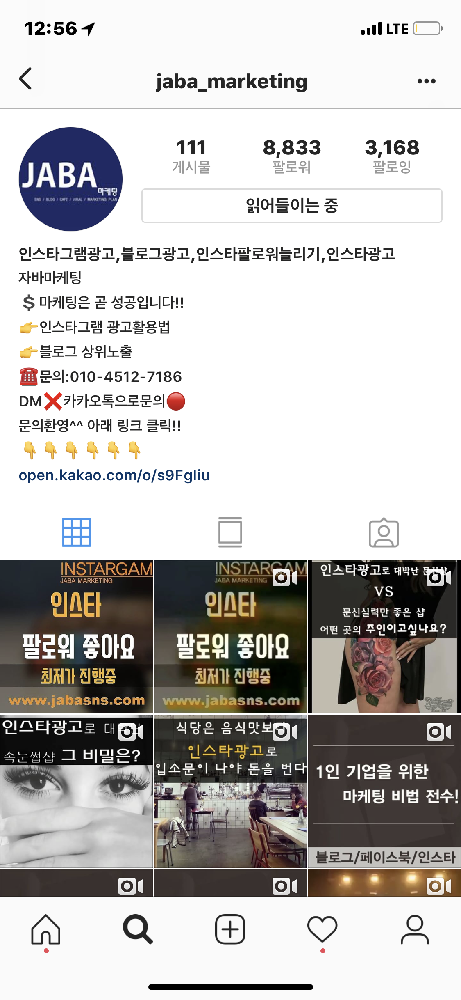 12:56
LTE
jaba_marketing
JABA
마케팅
SNS / BLOG / CAFE / VIRAL / MARKETING PLAN
111
8,833
3,168
게시물
팔로워
팔로잉
읽어들이는 중
인스타그램광고,블로그광고,인스타팔로워늘리기,인스타광고
자바마케팅
💲마케팅은 곧 성공입니다!!
👉인스타그램 광고활용법
👉블로그 상위노출
☎️문의:010-4512-7186
DM❌카카오톡으로문의🔴
문의환영^^ 아래 링크 클릭!!
👇👇👇👇👇👇
open.kakao.com/o/s9FgIiu
INSTARGAM
JABA MARKETING
인스타
팔로워 좋아요
최저가 진행중
www.jabasns.com
INSTARGAM
JABA MARKETING
인스타
팔로워 좋아요
최저가 진행중
www.jabasns.com
인스타광고로 대박난
VS
문신실력만 좋은 샵
어떤 곳의 주인이고싶나요?
인스타광고로
속눈썹샵 그 비밀은?
식당은 음식맛보다
인스타광고로
입소문이 나야 돈을 번다
1인 기업을 위한
마케팅 비법 전수!
블로그/페이스북/인스타